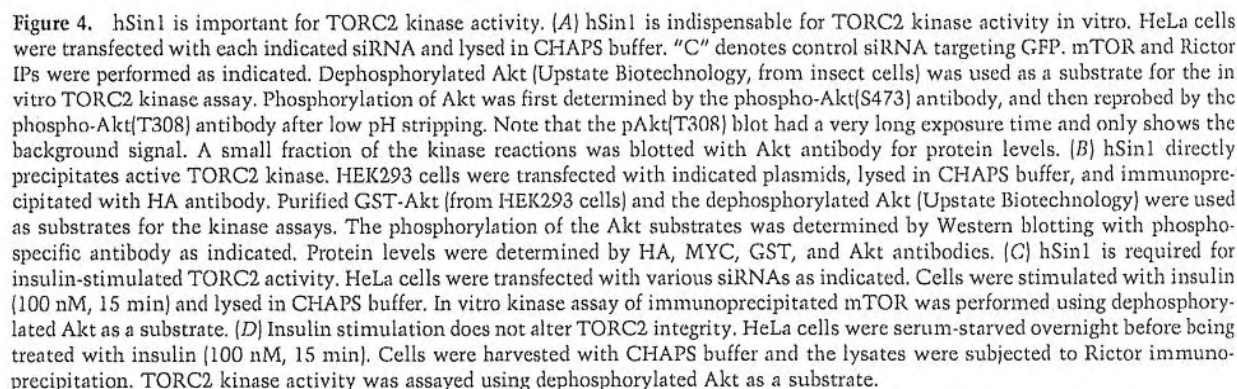 Figure 4. hSin1 is important for TORC2 kinase activity. (A) hSin1 is indispensable for TORC2 kinase activity in vitro. HeLa cells
were transfected with each indicated siRNA and lysed in CHAPS buffer. "C" denotes control siRNA targeting GFP. mTOR and Rictor
IPs were performed as indicated. Dephosphorylated Akt (Upstate Biotechnology, from insect cells) was used as a substrate for the in
vitro TORC2 kinase assay. Phosphorylation of Akt was first determined by the phospho-Akt(S473) antibody, and then reprobed by the
phospho-Akt(T308) antibody after low pH stripping. Note that the pAkt(T308) blot had a very long exposure time and only shows the
background signal. A small fraction of the kinase reactions was blotted with Akt antibody for protein levels. (B) hSin1 directly
precipitates active TORC2 kinase. HEK293 cells were transfected with indicated plasmids, lysed in CHAPS buffer, and immunopre-
cipitated with HA antibody. Purified GST-Akt (from HEK293 cells) and the dephosphorylated Akt (Upstate Biotechnology) were used
as substrates for the kinase assays. The phosphorylation of the Akt substrates was determined by Western blotting with phospho-
specific antibody as indicated. Protein levels were determined by HA, MYC, GST, and Akt antibodies. (C) hSin1 is required for
insulin-stimulated TORC2 activity. HeLa cells were transfected with various siRNAs as indicated. Cells were stimulated with insulin
(100 nM, 15 min) and lysed in CHAPS buffer. In vitro kinase assay of immunoprecipitated mTOR was performed using dephosphory-
lated Akt as a substrate. (D) Insulin stimulation does not alter TORC2 integrity. HeLa cells were serum-starved overnight before being
treated with insulin (100 nM, 15 min). Cells were harvested with CHAPS buffer and the lysates were subjected to Rictor immuno-
precipitation. TORC2 kinase activity was assayed using dephosphorylated Akt as a substrate.